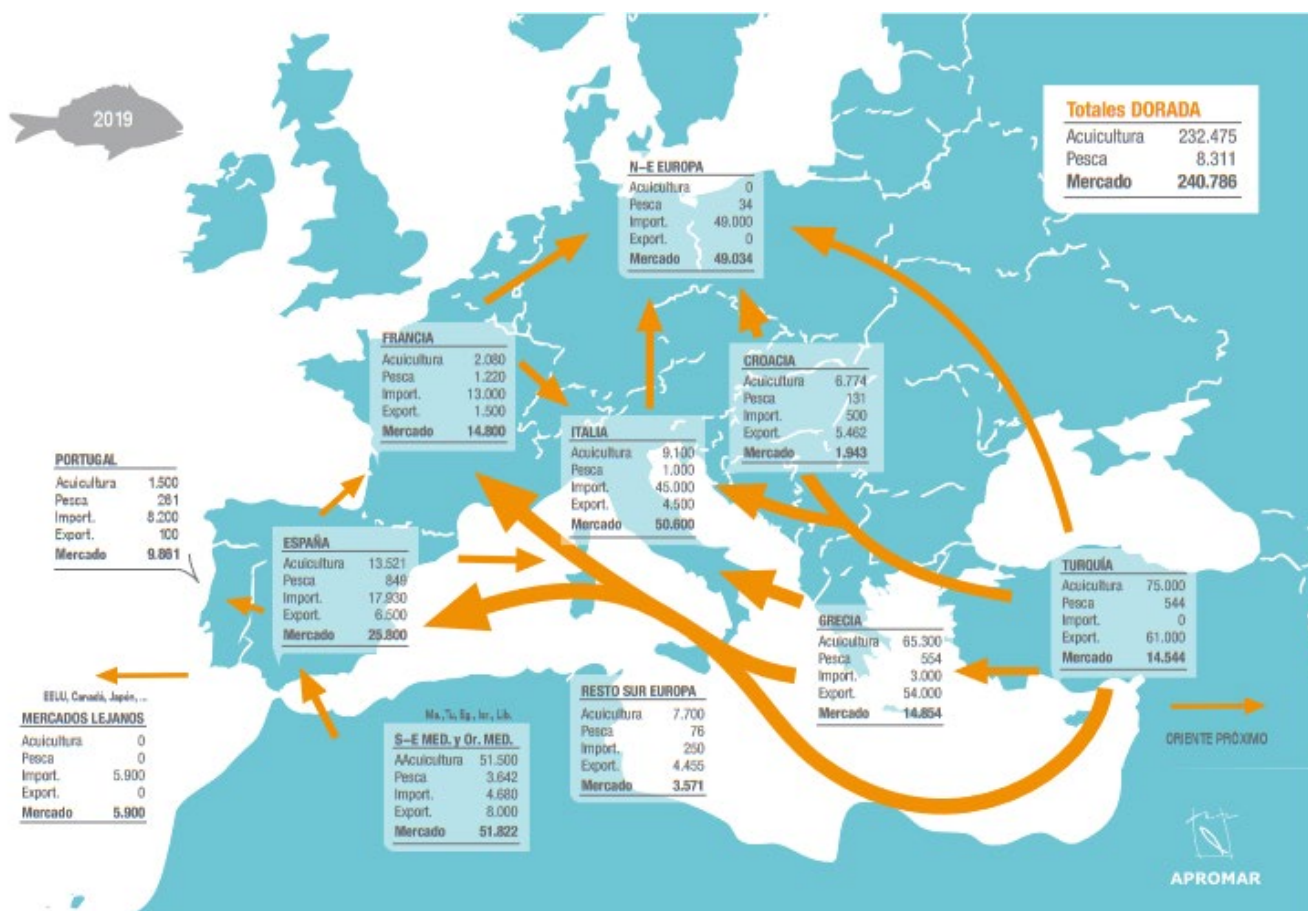 2019
Totales DORADA
Acuicultura 232.475
Pesca 8.311
Mercado 240.786
N–E EUROPA
Acuicultura 0
Pesca 34
Import. 49.000
Export. 0
Mercado 49.034
FRANCIA
Acuicultura 2.080
Pesca 1.220
Import. 13.000
Export. 1.500
Mercado 14.800
CROACIA
Acuicultura 6.774
Pesca 131
Import. 500
Export. 5.462
Mercado 1.943
ITALIA
Acuicultura 9.100
Pesca 1.000
Import. 45.000
Export. 4.500
Mercado 50.600
PORTUGAL
Acuicultura 1.500
Pesca 261
Import. 8.200
Export. 100
Mercado 9.861
ESPAÑA
Acuicultura 13.521
Pesca 849
Import. 17.930
Export. 6.500
Mercado 25.800
TURQUÍA
Acuicultura 75.000
Pesca 544
Import. 0
Export. 61.000
Mercado 14.544
GRECIA
Acuicultura 65.300
Pesca 554
Import. 3.000
Export. 54.000
Mercado 14.854
EEUU, Canadá, Japón, ...
MERCADOS LEJANOS
Acuicultura 0
Pesca 0
Import. 5.900
Export. 0
Mercado 5.900
Ma., Tu., Eg., Isr., Lib.
S–E MED. y Or. MED.
AAcuicultura 51.500
Pesca 3.642
Import. 4.680
Export. 8.000
Mercado 51.822
RESTO SUR EUROPA
Acuicultura 7.700
Pesca 76
Import. 250
Export. 4.455
Mercado 3.571
ORIENTE PRÓXIMO
APROMAR